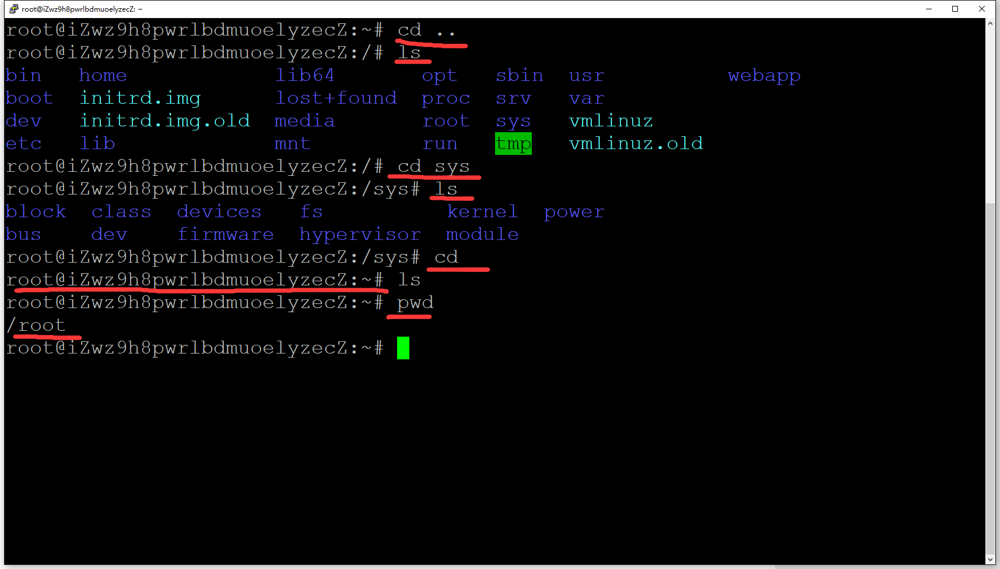 root@iZwz9h8pwrlbdmuoelyzecZ: ~
root@iZwz9h8pwrlbdmuoelyzecZ:~# cd ..
root@iZwz9h8pwrlbdmuoelyzecZ:/# ls
bin   home            lib64       opt   sbin  usr          webapp
boot  initrd.img      lost+found  proc  srv   var
dev   initrd.img.old  media       root  sys   vmlinuz
etc   lib             mnt         run   tmp   vmlinuz.old
root@iZwz9h8pwrlbdmuoelyzecZ:/# cd sys
root@iZwz9h8pwrlbdmuoelyzecZ:/sys# ls
block  class  devices   fs          kernel  power
bus    dev    firmware  hypervisor  module
root@iZwz9h8pwrlbdmuoelyzecZ:/sys# cd
root@iZwz9h8pwrlbdmuoelyzecZ:~# ls
root@iZwz9h8pwrlbdmuoelyzecZ:~# pwd
/root
root@iZwz9h8pwrlbdmuoelyzecZ:~#